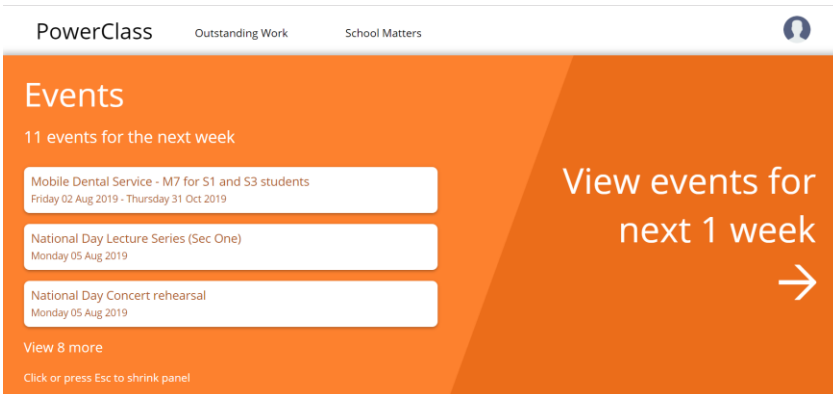 PowerClass Outstanding Work School Matters
Events
11 events for the next week
Mobile Dental Service - M7 for S1 and S3 students
Friday 02 Aug 2019 - Thursday 31 Oct 2019
National Day Lecture Series (Sec One)
Monday 05 Aug 2019
National Day Concert rehearsal
Monday 05 Aug 2019
View 8 more
Click or press Esc to shrink panel
View events for
next 1 week